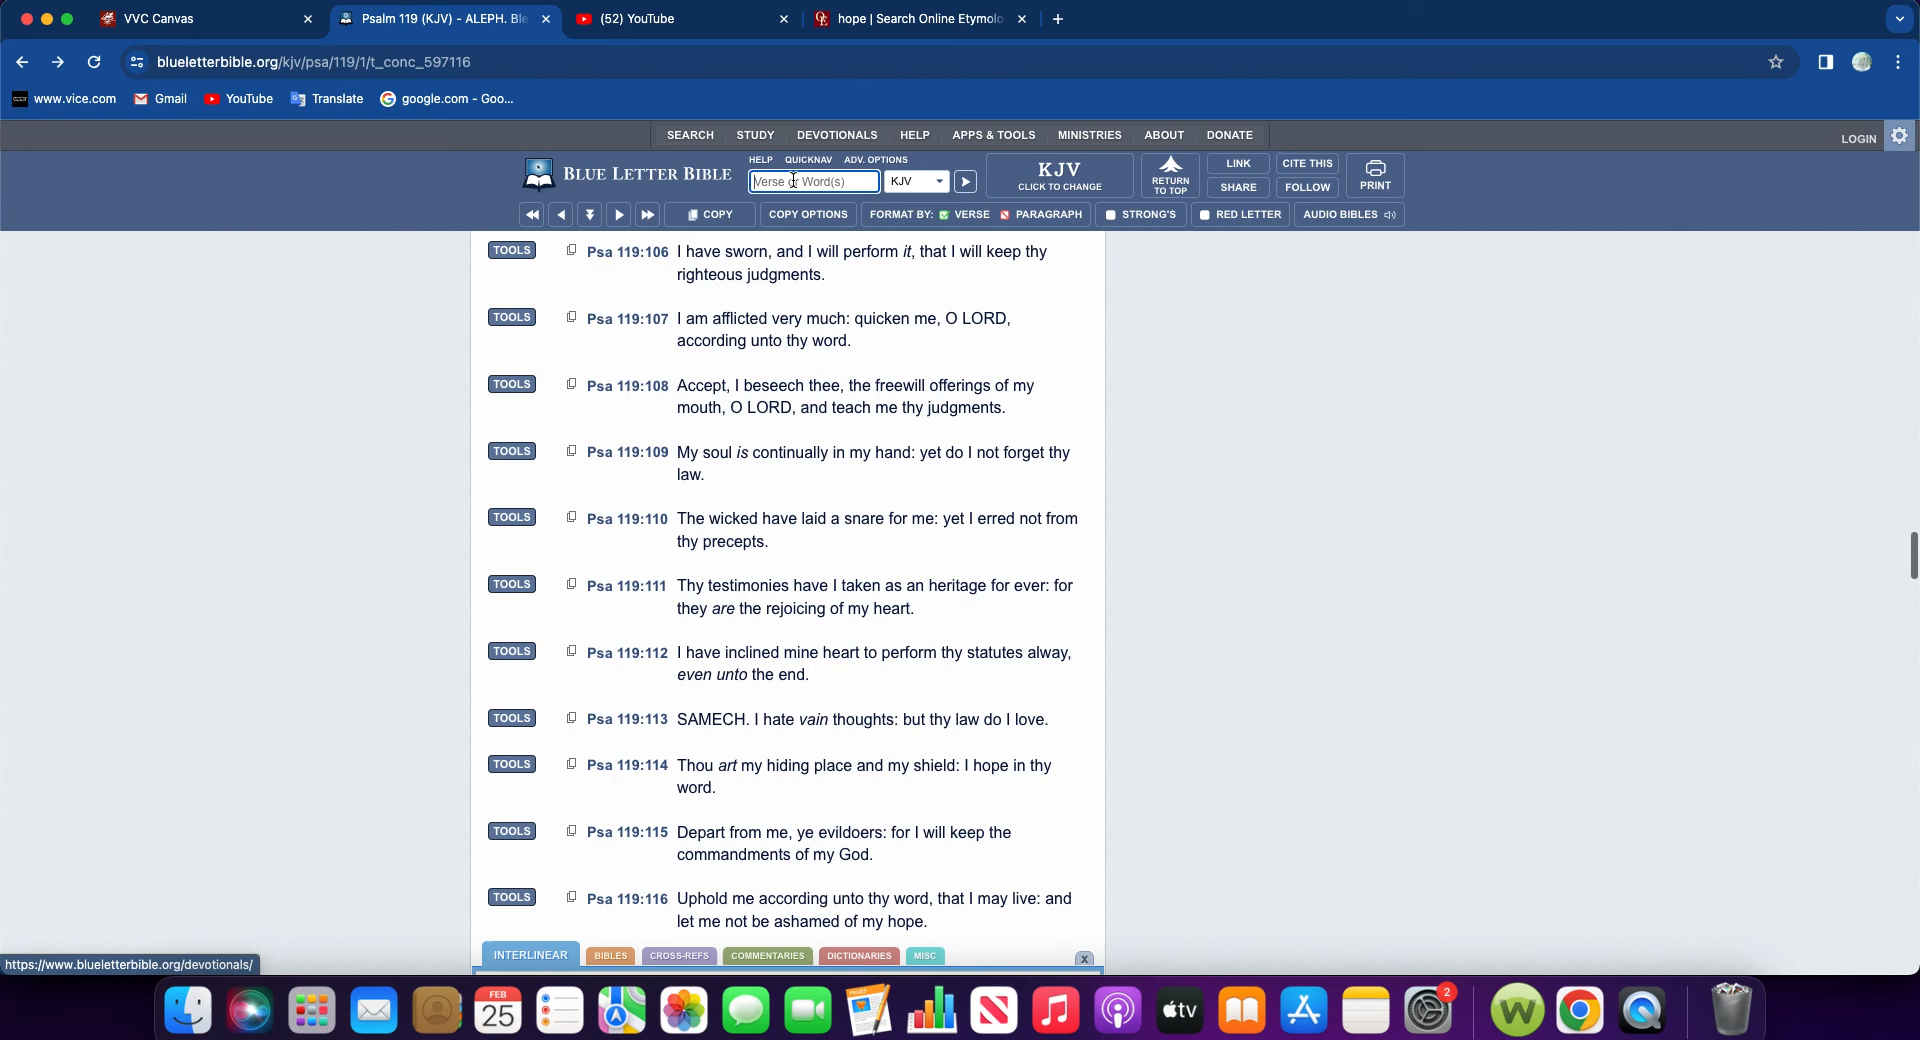 VVC Canvas
Psalm 119 (KJV) - ALEPH. Ble
(52) YouTube
hope | Search Online Etymolo
blueletterbible.org/kjv/psa/119/1/t_conc_597116
www.vice.com Gmail YouTube Translate google.com - Goo...
SEARCH STUDY DEVOTIONALS HELP APPS & TOOLS MINISTRIES ABOUT DONATE
LOGIN
BLUE LETTER BIBLE
HELP QUICKNAV ADV. OPTIONS
Verse or Word(s) KJV
KJV
CLICK TO CHANGE
RETURN
TO TOP
LINK CITE THIS
SHARE FOLLOW
PRINT
COPY COPY OPTIONS FORMAT BY: VERSE PARAGRAPH STRONG'S RED LETTER AUDIO BIBLES
TOOLS Psa 119:106 I have sworn, and I will perform it, that I will keep thy
righteous judgments.
TOOLS Psa 119:107 I am afflicted very much: quicken me, O LORD,
according unto thy word.
TOOLS Psa 119:108 Accept, I beseech thee, the freewill offerings of my
mouth, O LORD, and teach me thy judgments.
TOOLS Psa 119:109 My soul is continually in my hand: yet do I not forget thy
law.
TOOLS Psa 119:110 The wicked have laid a snare for me: yet I erred not from
thy precepts.
TOOLS Psa 119:111 Thy testimonies have I taken as an heritage for ever: for
they are the rejoicing of my heart.
TOOLS Psa 119:112 I have inclined mine heart to perform thy statutes alway,
even unto the end.
TOOLS Psa 119:113 SAMECH. I hate vain thoughts: but thy law do I love.
TOOLS Psa 119:114 Thou art my hiding place and my shield: I hope in thy
word.
TOOLS Psa 119:115 Depart from me, ye evildoers: for I will keep the
commandments of my God.
TOOLS Psa 119:116 Uphold me according unto thy word, that I may live: and
let me not be ashamed of my hope.
INTERLINEAR BIBLES CROSS-REFS COMMENTARIES DICTIONARIES MISC x
https://www.blueletterbible.org/devotionals/
FEB
25
PAGES
tv
2
W